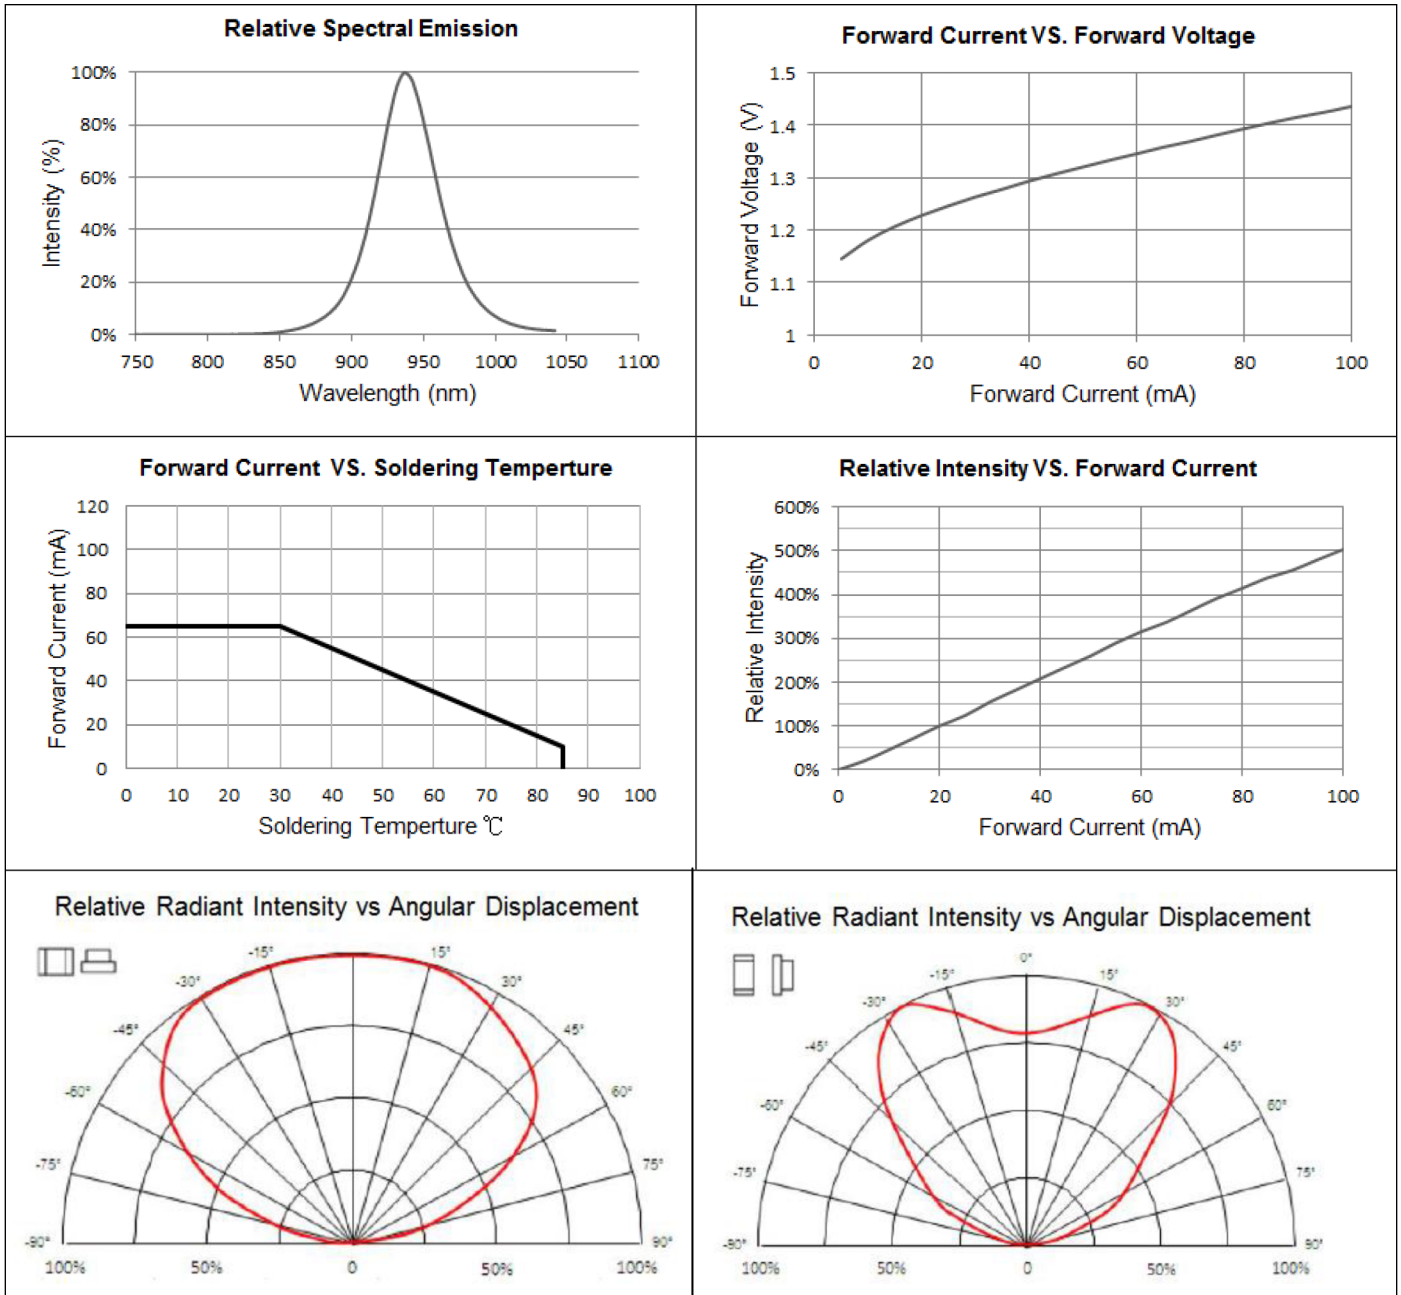 Relative Spectral Emission
100%
80%
60%
40%
20%
0%
Intensity (%)
750 800 850 900 950 1000 1050 1100
Wavelength (nm)
Forward Current VS. Forward Voltage
1.5
1.4
1.3
1.2
1.1
1
Forward Voltage (V)
0 20 40 60 80 100
Forward Current (mA)
Forward Current VS. Soldering Temperture
120
100
80
60
40
20
0
Forward Current (mA)
0 10 20 30 40 50 60 70 80 90 100
Soldering Temperture ℃
Relative Intensity VS. Forward Current
600%
500%
400%
300%
200%
100%
0%
Relative Intensity
0 20 40 60 80 100
Forward Current (mA)
Relative Radiant Intensity vs Angular Displacement
-15° 15°
-30° 30°
-45° 45°
-60° 60°
-75° 75°
-90° 90°
100% 50% 0 50% 100%
Relative Radiant Intensity vs Angular Displacement
0°
-15° 15°
-30° 30°
-45° 45°
-60° 60°
-75° 75°
-90° 90°
100% 50% 0 50% 100%